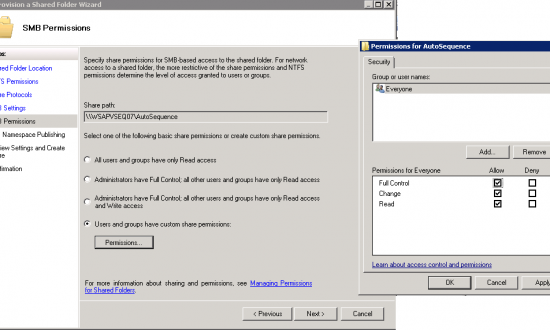 rovision a Shared Folder Wizard
SMB Permissions
ps:
ared Folder Location
FS Permissions
are Protocols
B Settings
B Permissions
Namespace Publishing
view Settings and Create
are
firmation
Specify share permissions for SMB-based access to the shared folder. For network
access to a shared folder, the more restrictive of the share permissions and NTFS
permissions determine the level of access granted to users or groups.
Share path:
\\WSAPVSEQ07\AutoSequence
Select one of the following basic share permissions or create custom share permissions.
All users and groups have only Read access
Administrators have Full Control; all other users and groups have only Read access
Administrators have Full Control; all other users and groups have only Read access
and Write access
Users and groups have custom share permissions:
Permissions...
For more information about sharing and permissions, see Managing Permissions
for Shared Folders.
< Previous
Next >
Cancel
Permissions for AutoSequence
Security
Group or user names:
Everyone
Add...
Remove
Permissions for Everyone
Allow
Deny
Full Control
Change
Read
Learn about access control and permissions
OK
Cancel
Apply